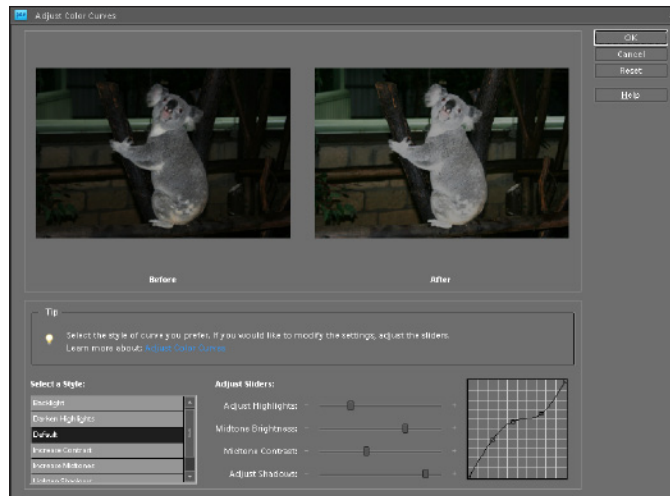 Adjust Color Curves
OK
Cancel
Reset
Help
Before
After
Tip
Select the style of curve you prefer. If you would like to modify the settings, adjust the sliders.
Learn more about: Adjust Color Curves
Select a Style:
Backlight
Darken Highlights
Default
Increase Contrast
Increase Midtones
Lighten Shadows
Adjust Sliders:
Adjust Highlights:
Midtone Brightness:
Midtone Contrast:
Adjust Shadows: